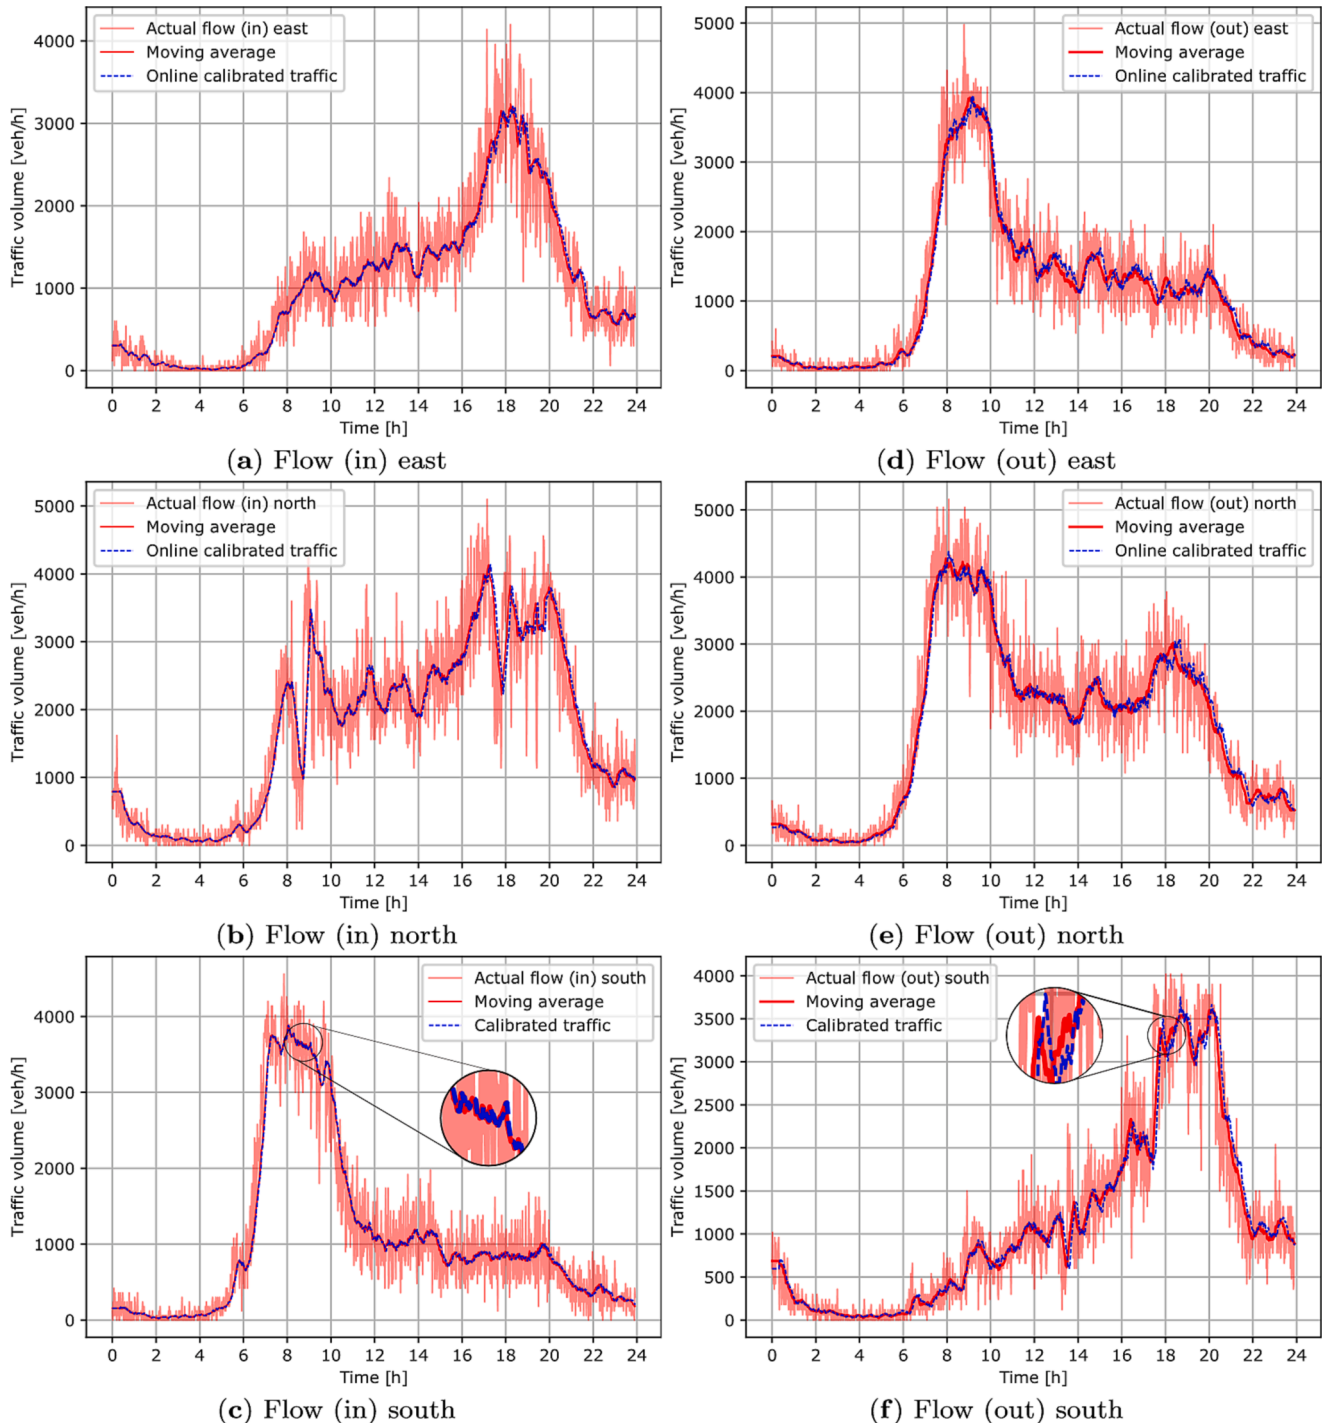 Actual flow (in) east
Moving average
Online calibrated traffic
Traffic volume [veh/h]
4000
3000
2000
1000
0
0 2 4 6 8 10 12 14 16 18 20 22 24
Time [h]
(a) Flow (in) east
Actual flow (out) east
Moving average
Online calibrated traffic
Traffic volume [veh/h]
5000
4000
3000
2000
1000
0
0 2 4 6 8 10 12 14 16 18 20 22 24
Time [h]
(d) Flow (out) east
Actual flow (in) north
Moving average
Online calibrated traffic
Traffic volume [veh/h]
5000
4000
3000
2000
1000
0
0 2 4 6 8 10 12 14 16 18 20 22 24
Time [h]
(b) Flow (in) north
Actual flow (out) north
Moving average
Online calibrated traffic
Traffic volume [veh/h]
5000
4000
3000
2000
1000
0
0 2 4 6 8 10 12 14 16 18 20 22 24
Time [h]
(e) Flow (out) north
Actual flow (in) south
Moving average
Calibrated traffic
Traffic volume [veh/h]
4000
3000
2000
1000
0
0 2 4 6 8 10 12 14 16 18 20 22 24
Time [h]
(c) Flow (in) south
Actual flow (out) south
Moving average
Calibrated traffic
Traffic volume [veh/h]
4000
3500
3000
2500
2000
1500
1000
500
0
0 2 4 6 8 10 12 14 16 18 20 22 24
Time [h]
(f) Flow (out) south